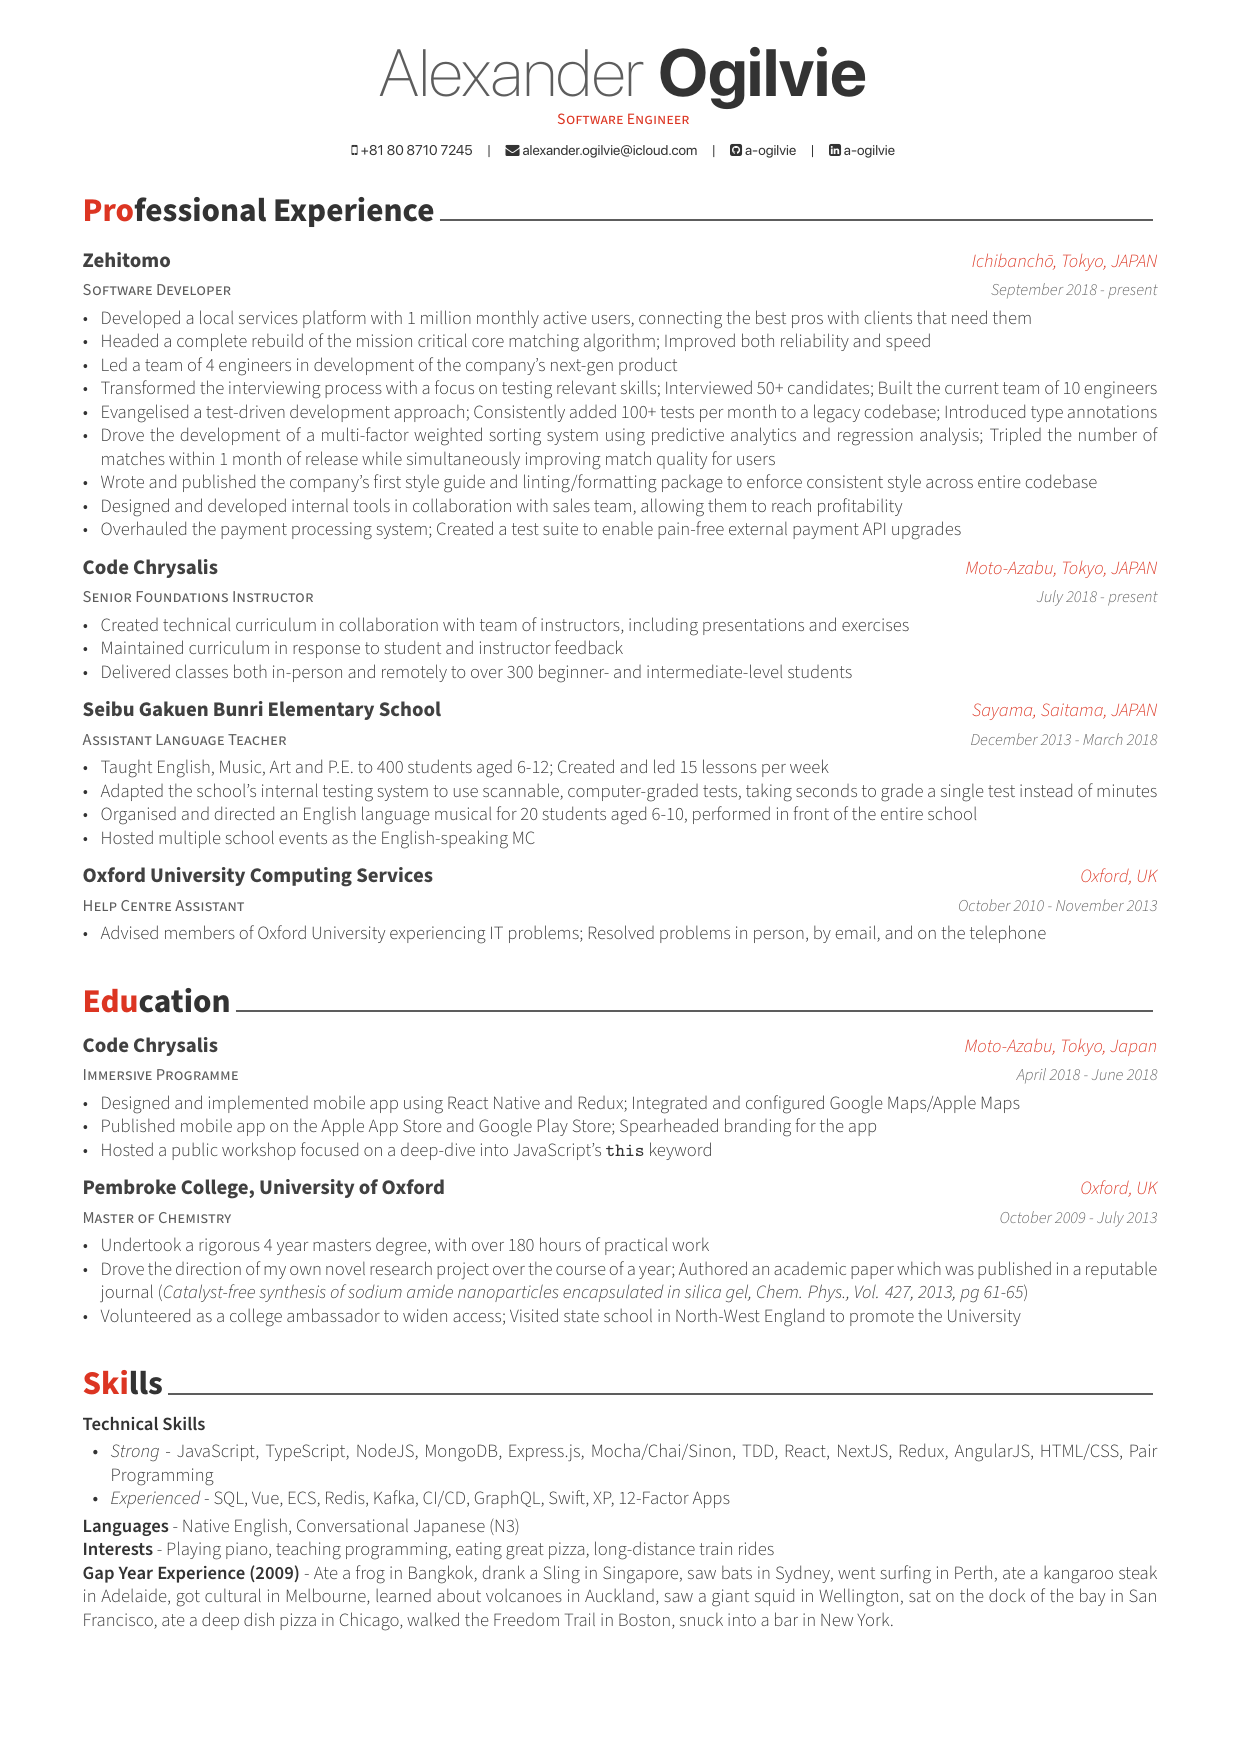 Alexander Ogilvie
Software Engineer
+81 80 8710 7245 | alexander.ogilvie@icloud.com | a-ogilvie | a-ogilvie
Professional Experience
Zehitomo Ichibanchō, Tokyo, JAPAN
Software Developer September 2018 - present
• Developed a local services platform with 1 million monthly active users, connecting the best pros with clients that need them
• Headed a complete rebuild of the mission critical core matching algorithm; Improved both reliability and speed
• Led a team of 4 engineers in development of the company’s next-gen product
• Transformed the interviewing process with a focus on testing relevant skills; Interviewed 50+ candidates; Built the current team of 10 engineers
• Evangelised a test-driven development approach; Consistently added 100+ tests per month to a legacy codebase; Introduced type annotations
• Drove the development of a multi-factor weighted sorting system using predictive analytics and regression analysis; Tripled the number of
matches within 1 month of release while simultaneously improving match quality for users
• Wrote and published the company’s first style guide and linting/formatting package to enforce consistent style across entire codebase
• Designed and developed internal tools in collaboration with sales team, allowing them to reach profitability
• Overhauled the payment processing system; Created a test suite to enable pain-free external payment API upgrades
Code Chrysalis Moto-Azabu, Tokyo, JAPAN
Senior Foundations Instructor July 2018 - present
• Created technical curriculum in collaboration with team of instructors, including presentations and exercises
• Maintained curriculum in response to student and instructor feedback
• Delivered classes both in-person and remotely to over 300 beginner- and intermediate-level students
Seibu Gakuen Bunri Elementary School Sayama, Saitama, JAPAN
Assistant Language Teacher December 2013 - March 2018
• Taught English, Music, Art and P.E. to 400 students aged 6-12; Created and led 15 lessons per week
• Adapted the school’s internal testing system to use scannable, computer-graded tests, taking seconds to grade a single test instead of minutes
• Organised and directed an English language musical for 20 students aged 6-10, performed in front of the entire school
• Hosted multiple school events as the English-speaking MC
Oxford University Computing Services Oxford, UK
Help Centre Assistant October 2010 - November 2013
• Advised members of Oxford University experiencing IT problems; Resolved problems in person, by email, and on the telephone
Education
Code Chrysalis Moto-Azabu, Tokyo, Japan
Immersive Programme April 2018 - June 2018
• Designed and implemented mobile app using React Native and Redux; Integrated and configured Google Maps/Apple Maps
• Published mobile app on the Apple App Store and Google Play Store; Spearheaded branding for the app
• Hosted a public workshop focused on a deep-dive into JavaScript’s this keyword
Pembroke College, University of Oxford Oxford, UK
Master of Chemistry October 2009 - July 2013
• Undertook a rigorous 4 year masters degree, with over 180 hours of practical work
• Drove the direction of my own novel research project over the course of a year; Authored an academic paper which was published in a reputable
journal (Catalyst-free synthesis of sodium amide nanoparticles encapsulated in silica gel, Chem. Phys., Vol. 427, 2013, pg 61-65)
• Volunteered as a college ambassador to widen access; Visited state school in North-West England to promote the University
Skills
Technical Skills
• Strong - JavaScript, TypeScript, NodeJS, MongoDB, Express.js, Mocha/Chai/Sinon, TDD, React, NextJS, Redux, AngularJS, HTML/CSS, Pair
Programming
• Experienced - SQL, Vue, ECS, Redis, Kafka, CI/CD, GraphQL, Swift, XP, 12-Factor Apps
Languages - Native English, Conversational Japanese (N3)
Interests - Playing piano, teaching programming, eating great pizza, long-distance train rides
Gap Year Experience (2009) - Ate a frog in Bangkok, drank a Sling in Singapore, saw bats in Sydney, went surfing in Perth, ate a kangaroo steak
in Adelaide, got cultural in Melbourne, learned about volcanoes in Auckland, saw a giant squid in Wellington, sat on the dock of the bay in San
Francisco, ate a deep dish pizza in Chicago, walked the Freedom Trail in Boston, snuck into a bar in New York.